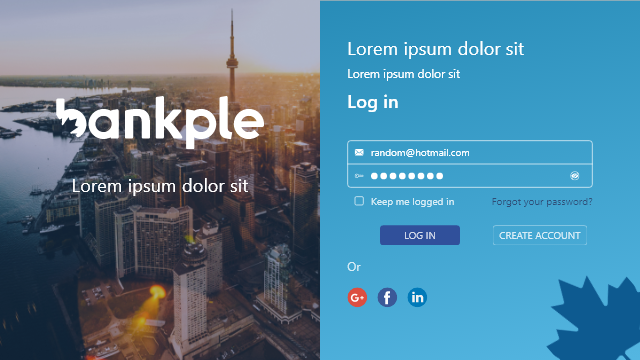 bankple
Lorem ipsum dolor sit
Lorem ipsum dolor sit
Lorem ipsum dolor sit
Log in
random@hotmail.com
Keep me logged in
Forgot your password?
LOG IN
CREATE ACCOUNT
Or
G+
f
in